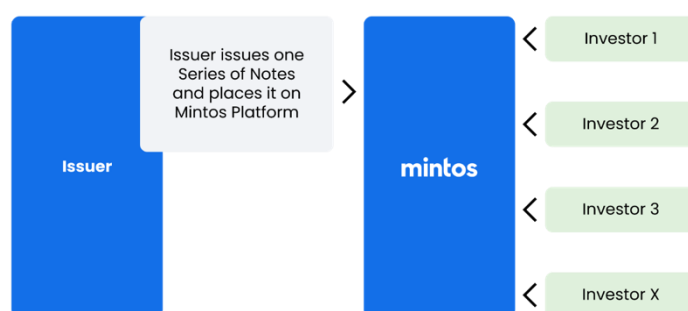 Issuer
Issuer issues one
Series of Notes
and places it on
Mintos Platform
mintos
Investor 1
Investor 2
Investor 3
Investor X